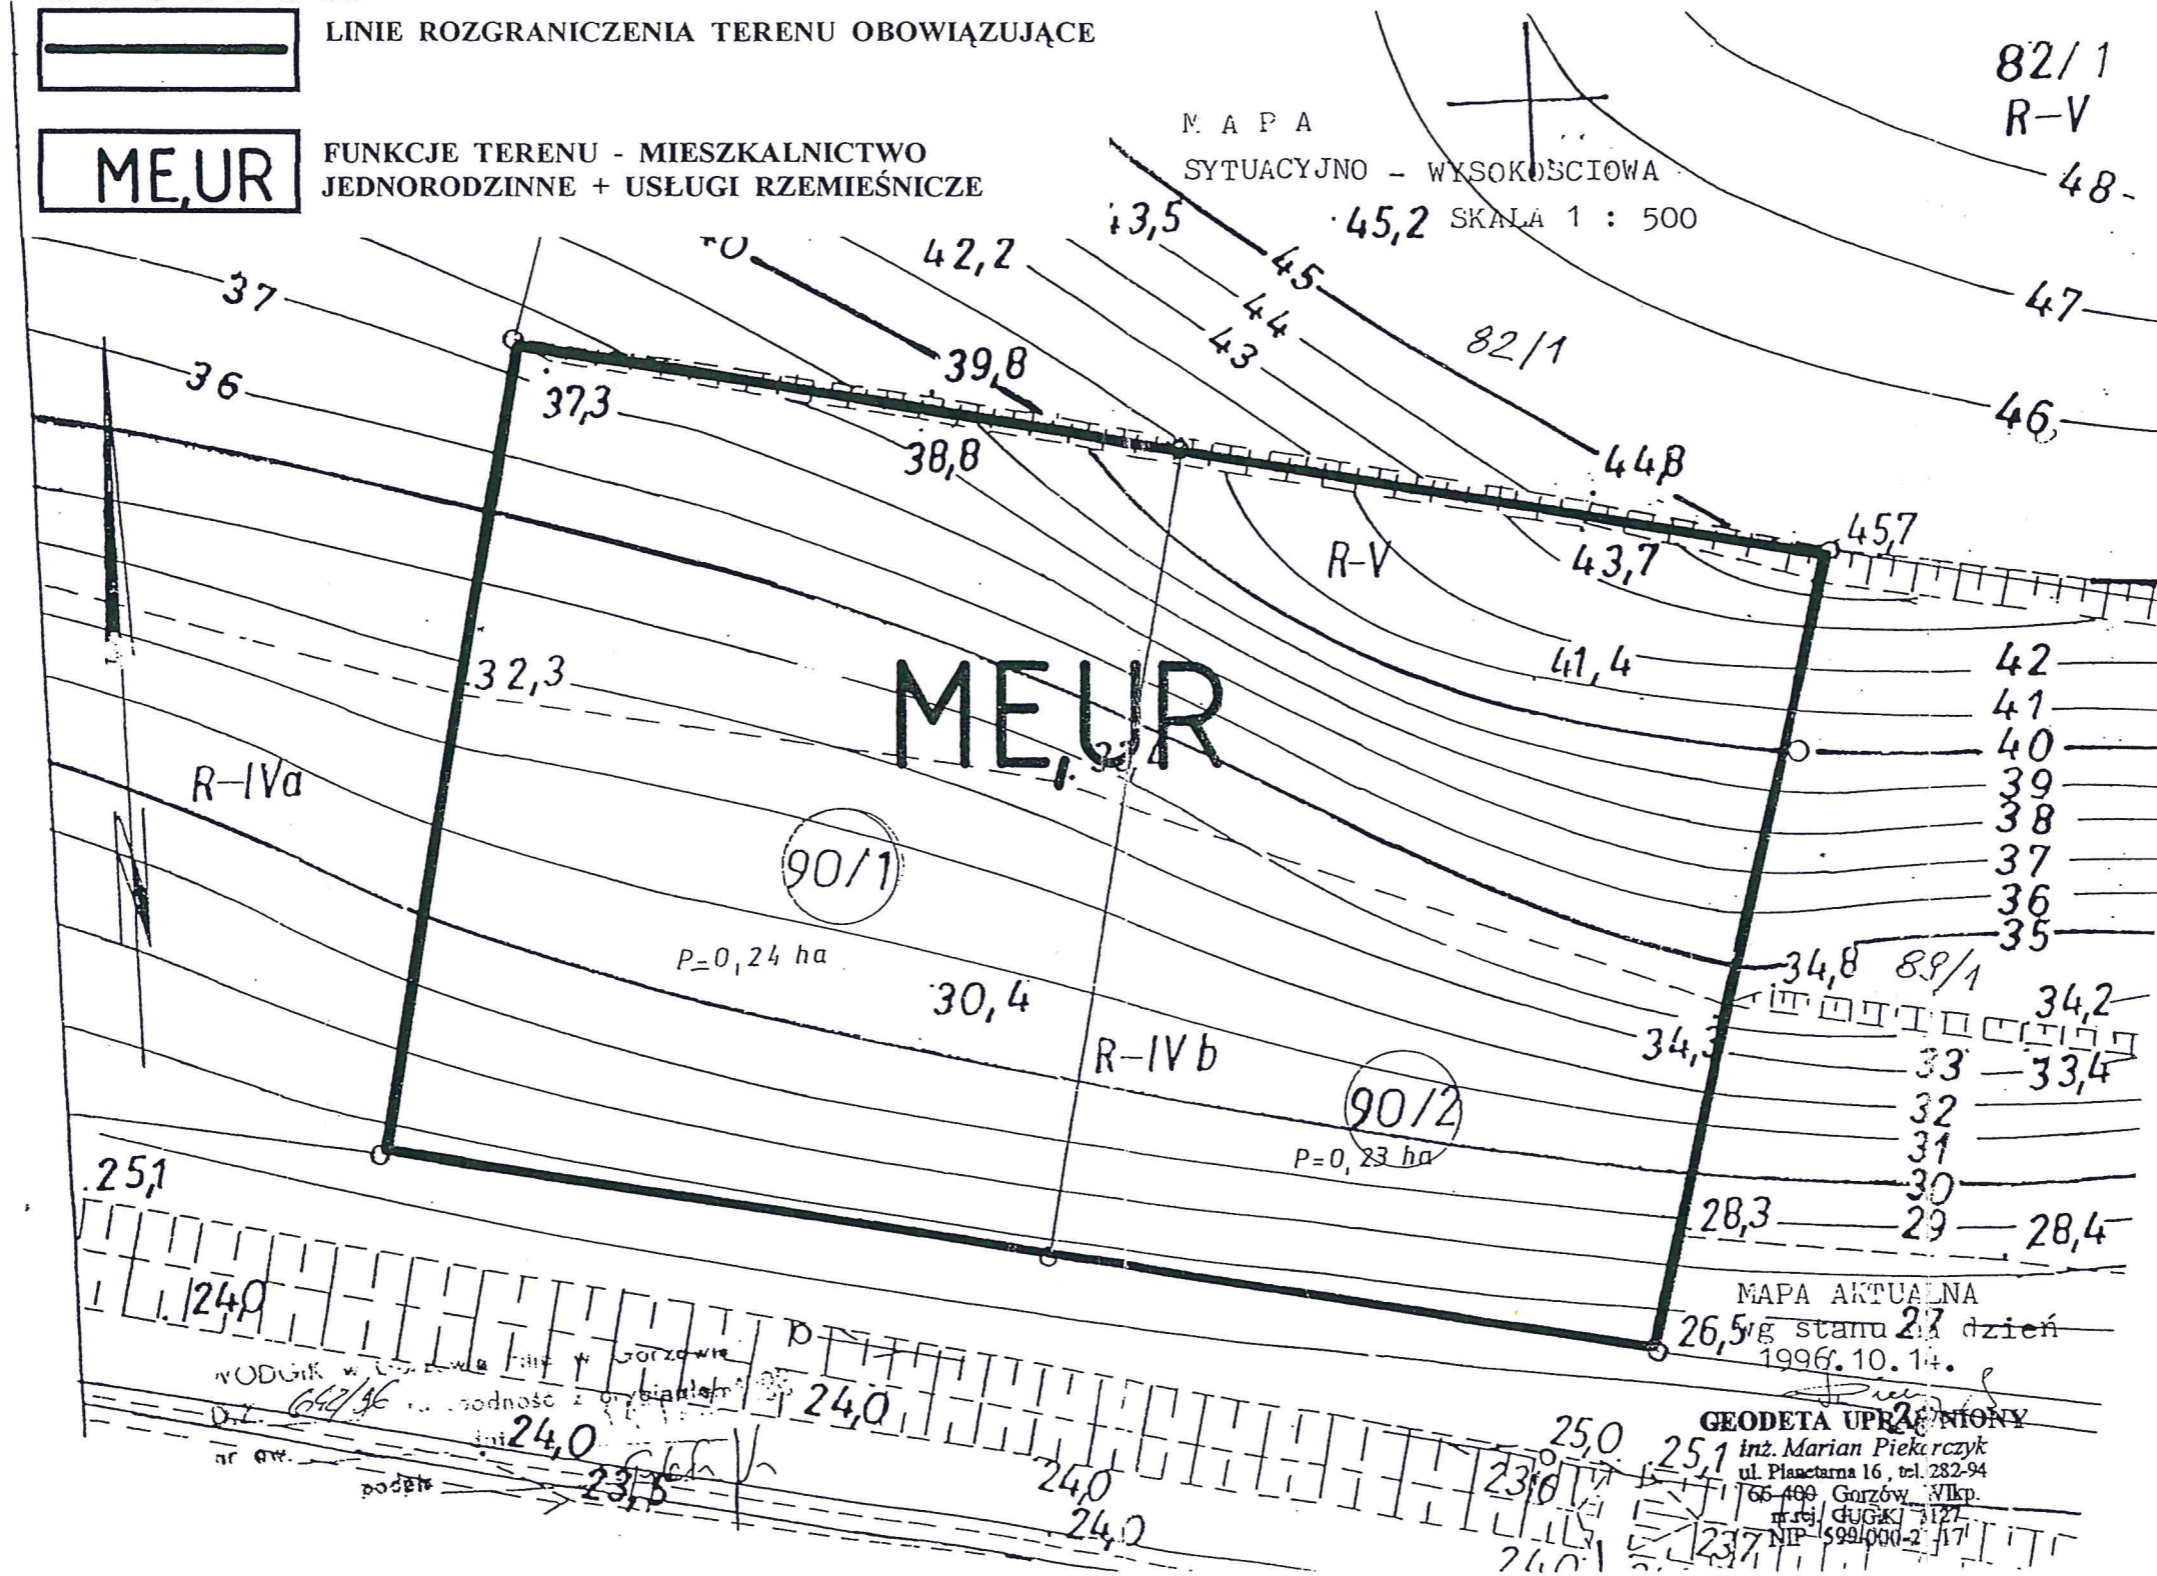 LINIE ROZGRANICZENIA TERENU OBOWIĄZUJĄCE
ME,UR
FUNKCJE TERENU - MIESZKALNICTWO
JEDNORODZINNE + USŁUGI RZEMIEŚNICZE
MAPA
SYTUACYJNO - WYSOKOŚCIOWA
SKALA 1 : 500
82/1
R-V
48
47
46
45,2
45
44
43
42,2
82/1
37
36
39,8
37,3
38,8
44,8
45,7
43,7
R-V
41,4
32,3
ME,UR
42
41
40
39
38
37
36
35
R-IVa
90/1
P=0,24 ha
30,4
R-IVb
90/2
P=0,23 ha
34,8
89/1
34,2
34,3
33
33,4
32
31
30
28,3
29
28,4
25,1
24,0
26,5
27
MAPA AKTUALNA
wg stanu na dzień
1996.10.14.
GEODETA UPRAWNIONY
inż. Marian Piekarczyk
ul. Planetarna 16, tel. 282-94
66-400 Gorzów Wlkp.
24,0
24,0
24,0
24,0
25,0
25,1
23,6
23,7